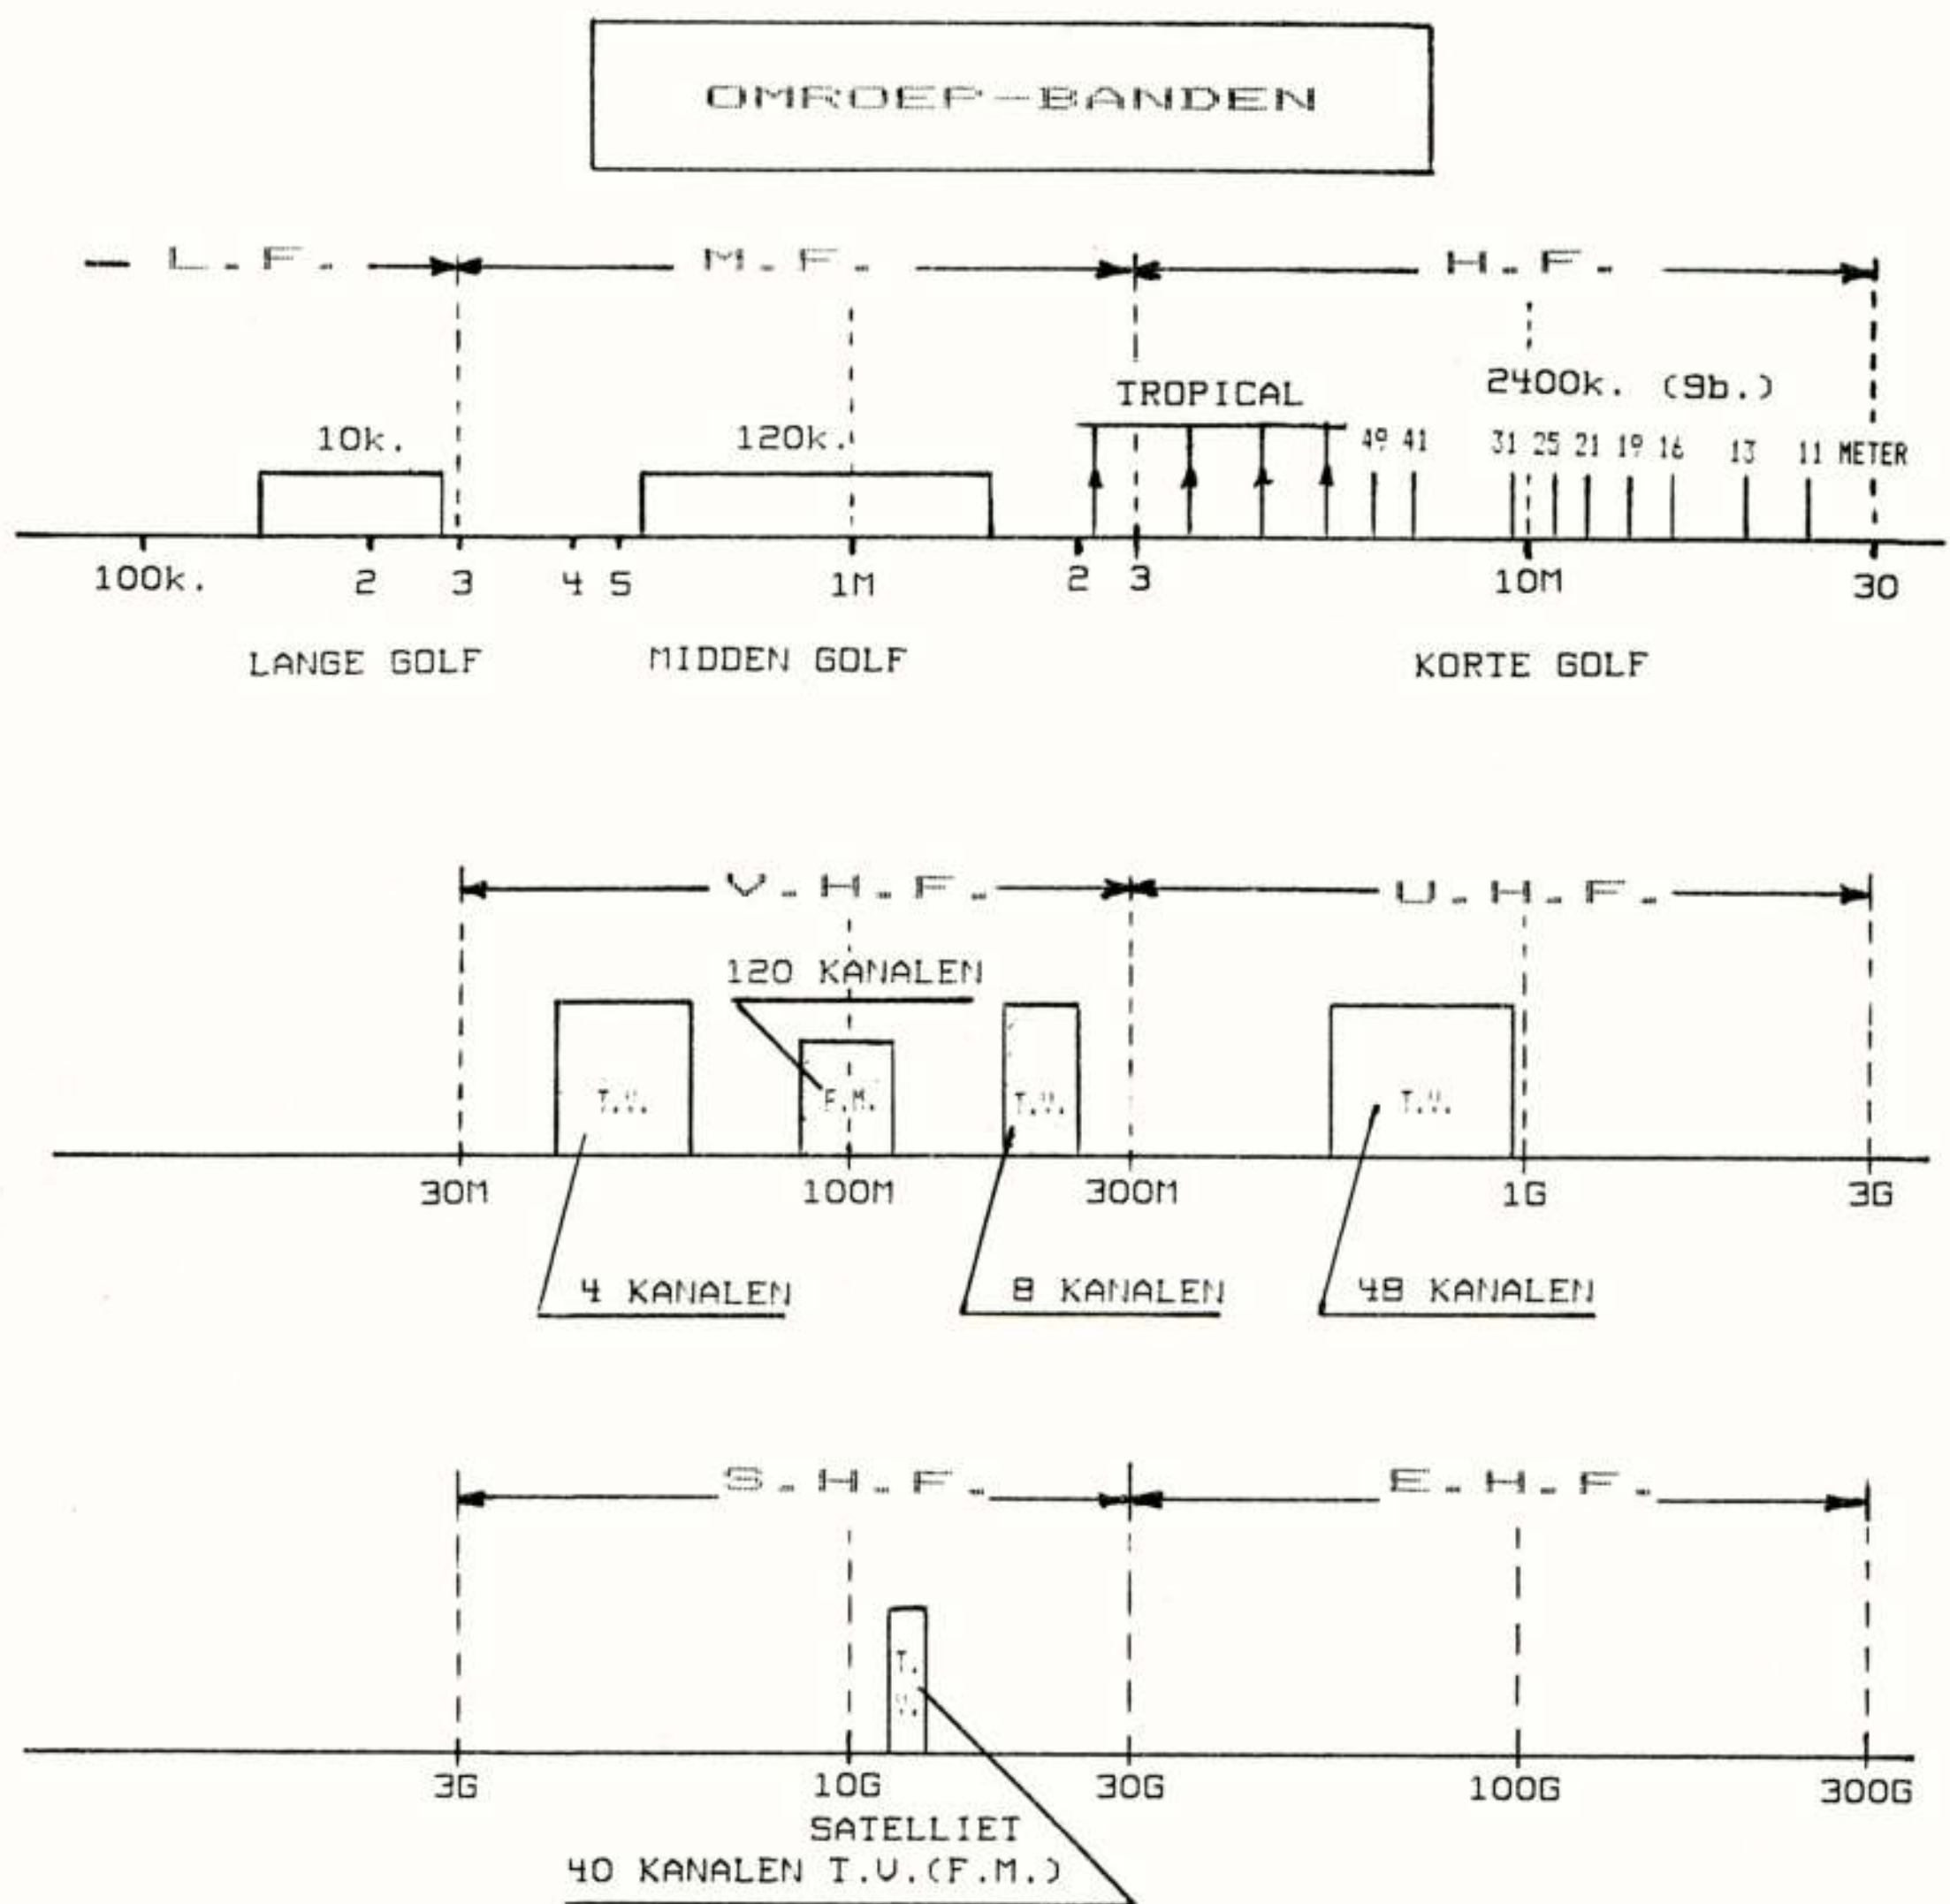 OMROEP-BANDEN
L.F. M.F. H.F.
2400k. (9b.)
TROPICAL
10k. 120k. 49 41 31 25 21 19 16 13 11 METER
100k. 2 3 4 5 1M 2 3 10M 30
LANGE GOLF MIDDEN GOLF KORTE GOLF
V.H.F. U.H.F.
120 KANALEN
T.V. F.M. T.V. T.V.
30M 100M 300M 1G 3G
4 KANALEN 8 KANALEN 48 KANALEN
S.H.F. E.H.F.
T.
V.
3G 10G 30G 100G 300G
SATELLIET
40 KANALEN T.V.(F.M.)